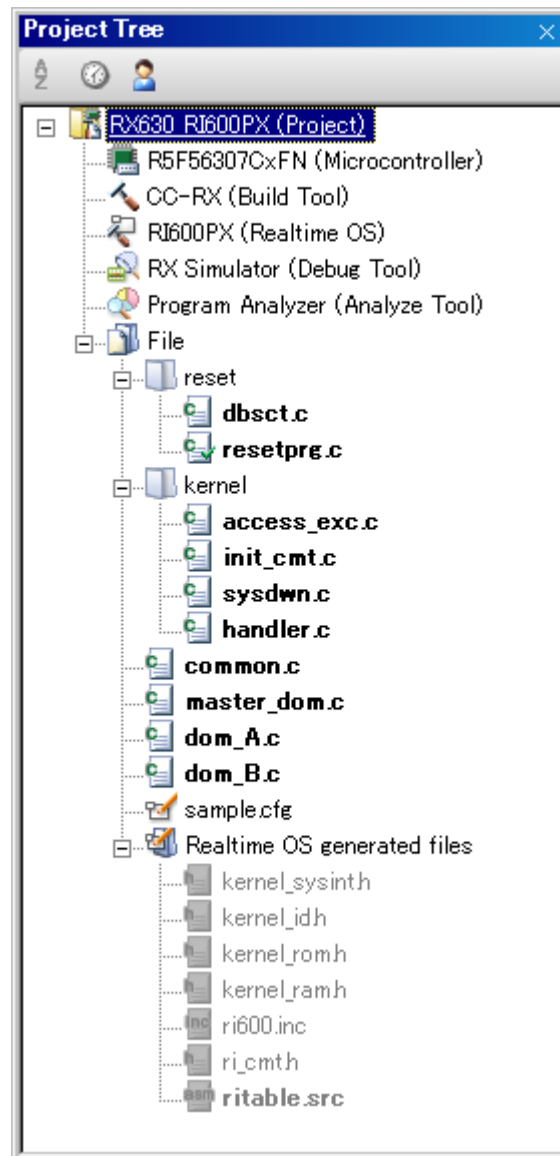 Project Tree
RX630_RI600PX (Project)
R5F56307CxFN (Microcontroller)
CC-RX (Build Tool)
RI600PX (Realtime OS)
RX Simulator (Debug Tool)
Program Analyzer (Analyze Tool)
File
reset
dbsct.c
resetprg.c
kernel
access_exc.c
init_cmt.c
sysdwn.c
handler.c
common.c
master_dom.c
dom_A.c
dom_B.c
sample.cfg
Realtime OS generated files
kernel_sysint.h
kernel_id.h
kernel_rom.h
kernel_ram.h
ri600.inc
ri_cmt.h
ritable.src